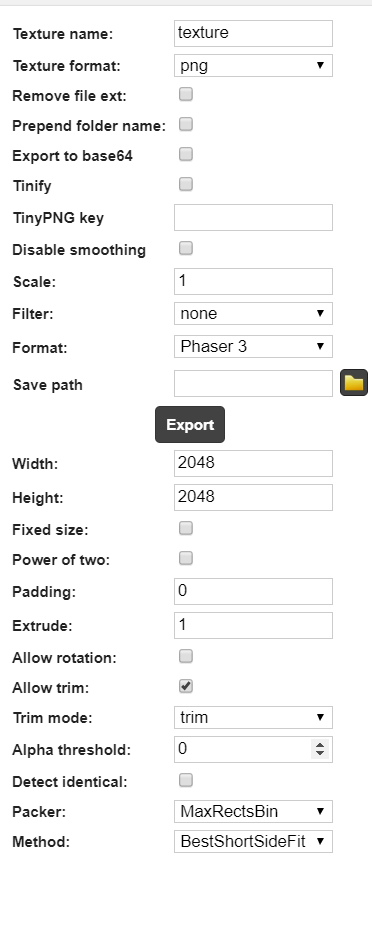 Texture name: texture
Texture format: png
Remove file ext:
Prepend folder name:
Export to base64
Tinify
TinyPNG key
Disable smoothing
Scale: 1
Filter: none
Format: Phaser 3
Save path
Export
Width: 2048
Height: 2048
Fixed size:
Power of two:
Padding: 0
Extrude: 1
Allow rotation:
Allow trim:
Trim mode: trim
Alpha threshold: 0
Detect identical:
Packer: MaxRectsBin
Method: BestShortSideFit